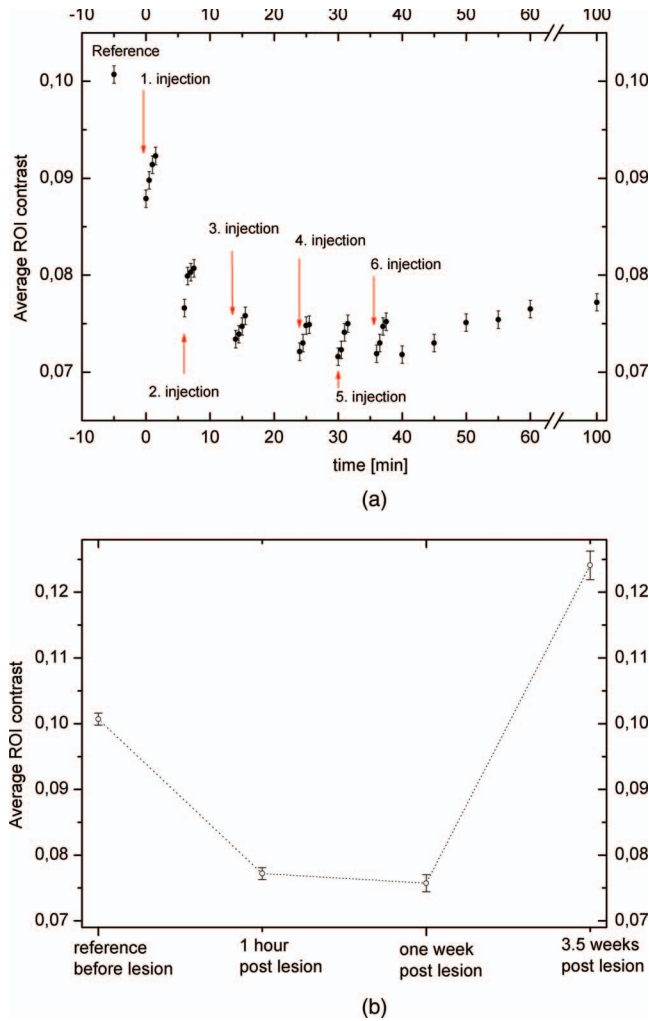 -10 0 10 20 30 40 50 60 100
Reference
0,10 0,10
1. injection
0,09 0,09
3. injection
4. injection
6. injection
0,08 0,08
0,07 0,07
2. injection
5. injection
Average ROI contrast
-10 0 10 20 30 40 50 60 100
time [min]
(a)
0,12 0,12
0,11 0,11
0,10 0,10
0,09 0,09
0,08 0,08
0,07 0,07
Average ROI contrast
reference before lesion
1 hour post lesion
one week post lesion
3.5 weeks post lesion
(b)